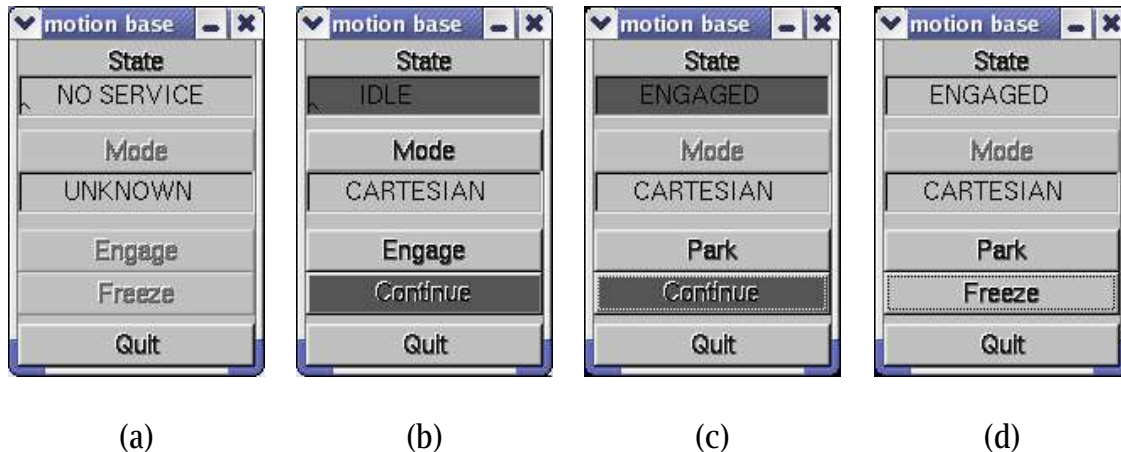 motion base
State
NO SERVICE
Mode
UNKNOWN
Engage
Freeze
Quit
(a)
motion base
State
IDLE
Mode
CARTESIAN
Engage
Continue
Quit
(b)
motion base
State
ENGAGED
Mode
CARTESIAN
Park
Continue
Quit
(c)
motion base
State
ENGAGED
Mode
CARTESIAN
Park
Freeze
Quit
(d)